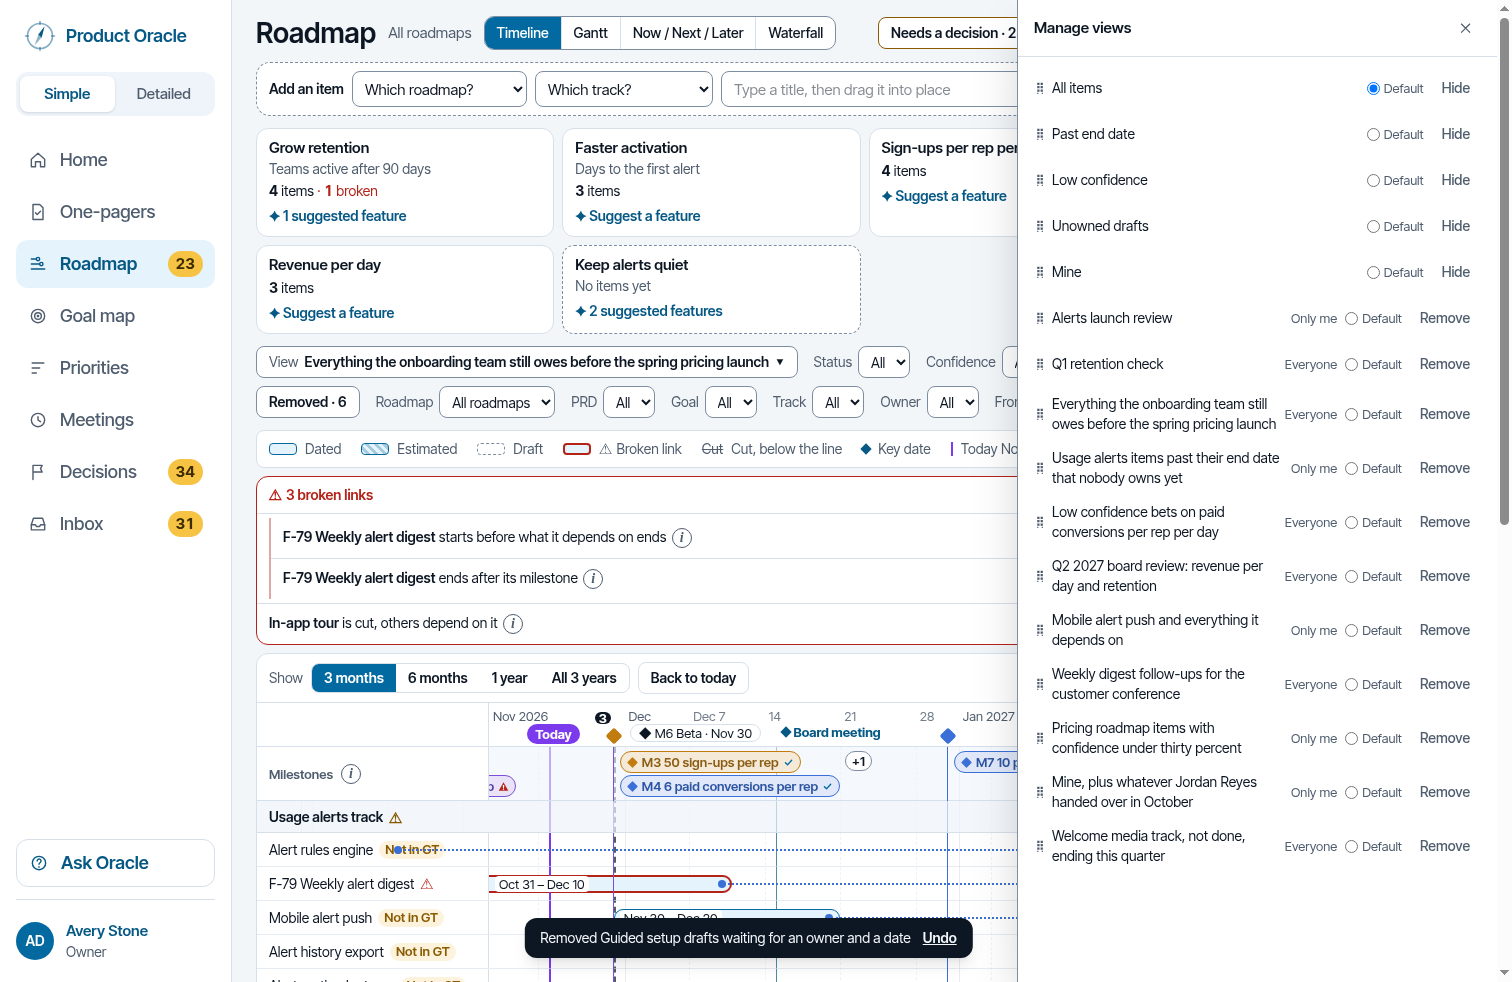 Product Oracle
Simple
Detailed
Home
One-pagers
Roadmap
23
Goal map
Priorities
Meetings
Decisions
34
Inbox
31
Ask Oracle
AD
Avery Stone
Owner
Roadmap
All roadmaps
Timeline
Gantt
Now / Next / Later
Waterfall
Needs a decision · 2
Add an item
Which roadmap?
Which track?
Type a title, then drag it into place
Grow retention
Teams active after 90 days
4 items · 1 broken
1 suggested feature
Faster activation
Days to the first alert
3 items
Suggest a feature
Sign-ups per rep per
4 items
Suggest a feature
Revenue per day
3 items
Suggest a feature
Keep alerts quiet
No items yet
2 suggested features
View Everything the onboarding team still owes before the spring pricing launch
Status
All
Confidence
Removed · 6
Roadmap
All roadmaps
PRD
All
Goal
All
Track
All
Owner
All
Dated
Estimated
Draft
Broken link
Cut
Cut, below the line
Key date
3 broken links
F-79 Weekly alert digest starts before what it depends on ends
F-79 Weekly alert digest ends after its milestone
In-app tour is cut, others depend on it
Show
3 months
6 months
1 year
All 3 years
Back to today
Nov 2026
3
Dec
Dec 7
14
21
28
Jan 2027
Today
M6 Beta · Nov 30
Board meeting
Milestones
M3 50 sign-ups per rep
+1
M4 6 paid conversions per rep
Usage alerts track
Alert rules engine
Not in GT
F-79 Weekly alert digest
Oct 31 – Dec 10
Mobile alert push
Not in GT
Alert history export
Not in GT
Removed Guided setup drafts waiting for an owner and a date
Undo
Manage views
All items
Default
Hide
Past end date
Default
Hide
Low confidence
Default
Hide
Unowned drafts
Default
Hide
Mine
Default
Hide
Alerts launch review
Only me
Default
Remove
Q1 retention check
Everyone
Default
Remove
Everything the onboarding team still
owes before the spring pricing launch
Everyone
Default
Remove
Usage alerts items past their end date
that nobody owns yet
Only me
Default
Remove
Low confidence bets on paid
conversions per rep per day
Everyone
Default
Remove
Q2 2027 board review: revenue per
day and retention
Everyone
Default
Remove
Mobile alert push and everything it
depends on
Only me
Default
Remove
Weekly digest follow-ups for the
customer conference
Everyone
Default
Remove
Pricing roadmap items with
confidence under thirty percent
Only me
Default
Remove
Mine, plus whatever Jordan Reyes
handed over in October
Only me
Default
Remove
Welcome media track, not done,
ending this quarter
Everyone
Default
Remove